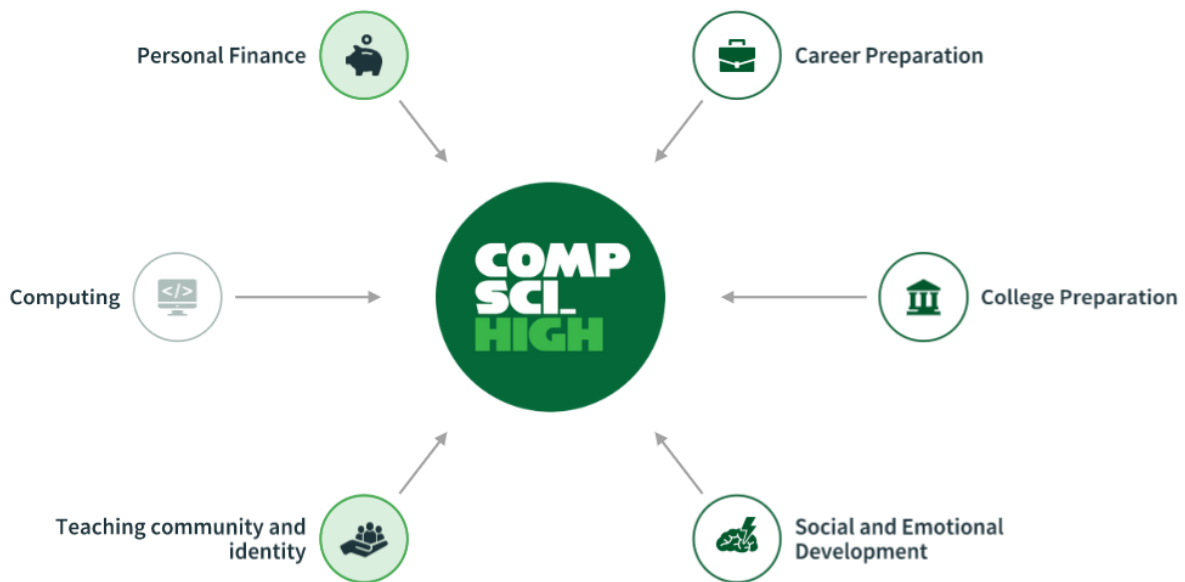 Personal Finance
Career Preparation
COMP
SCI_
HIGH
Computing
</>
College Preparation
Teaching community and
identity
Social and Emotional
Development